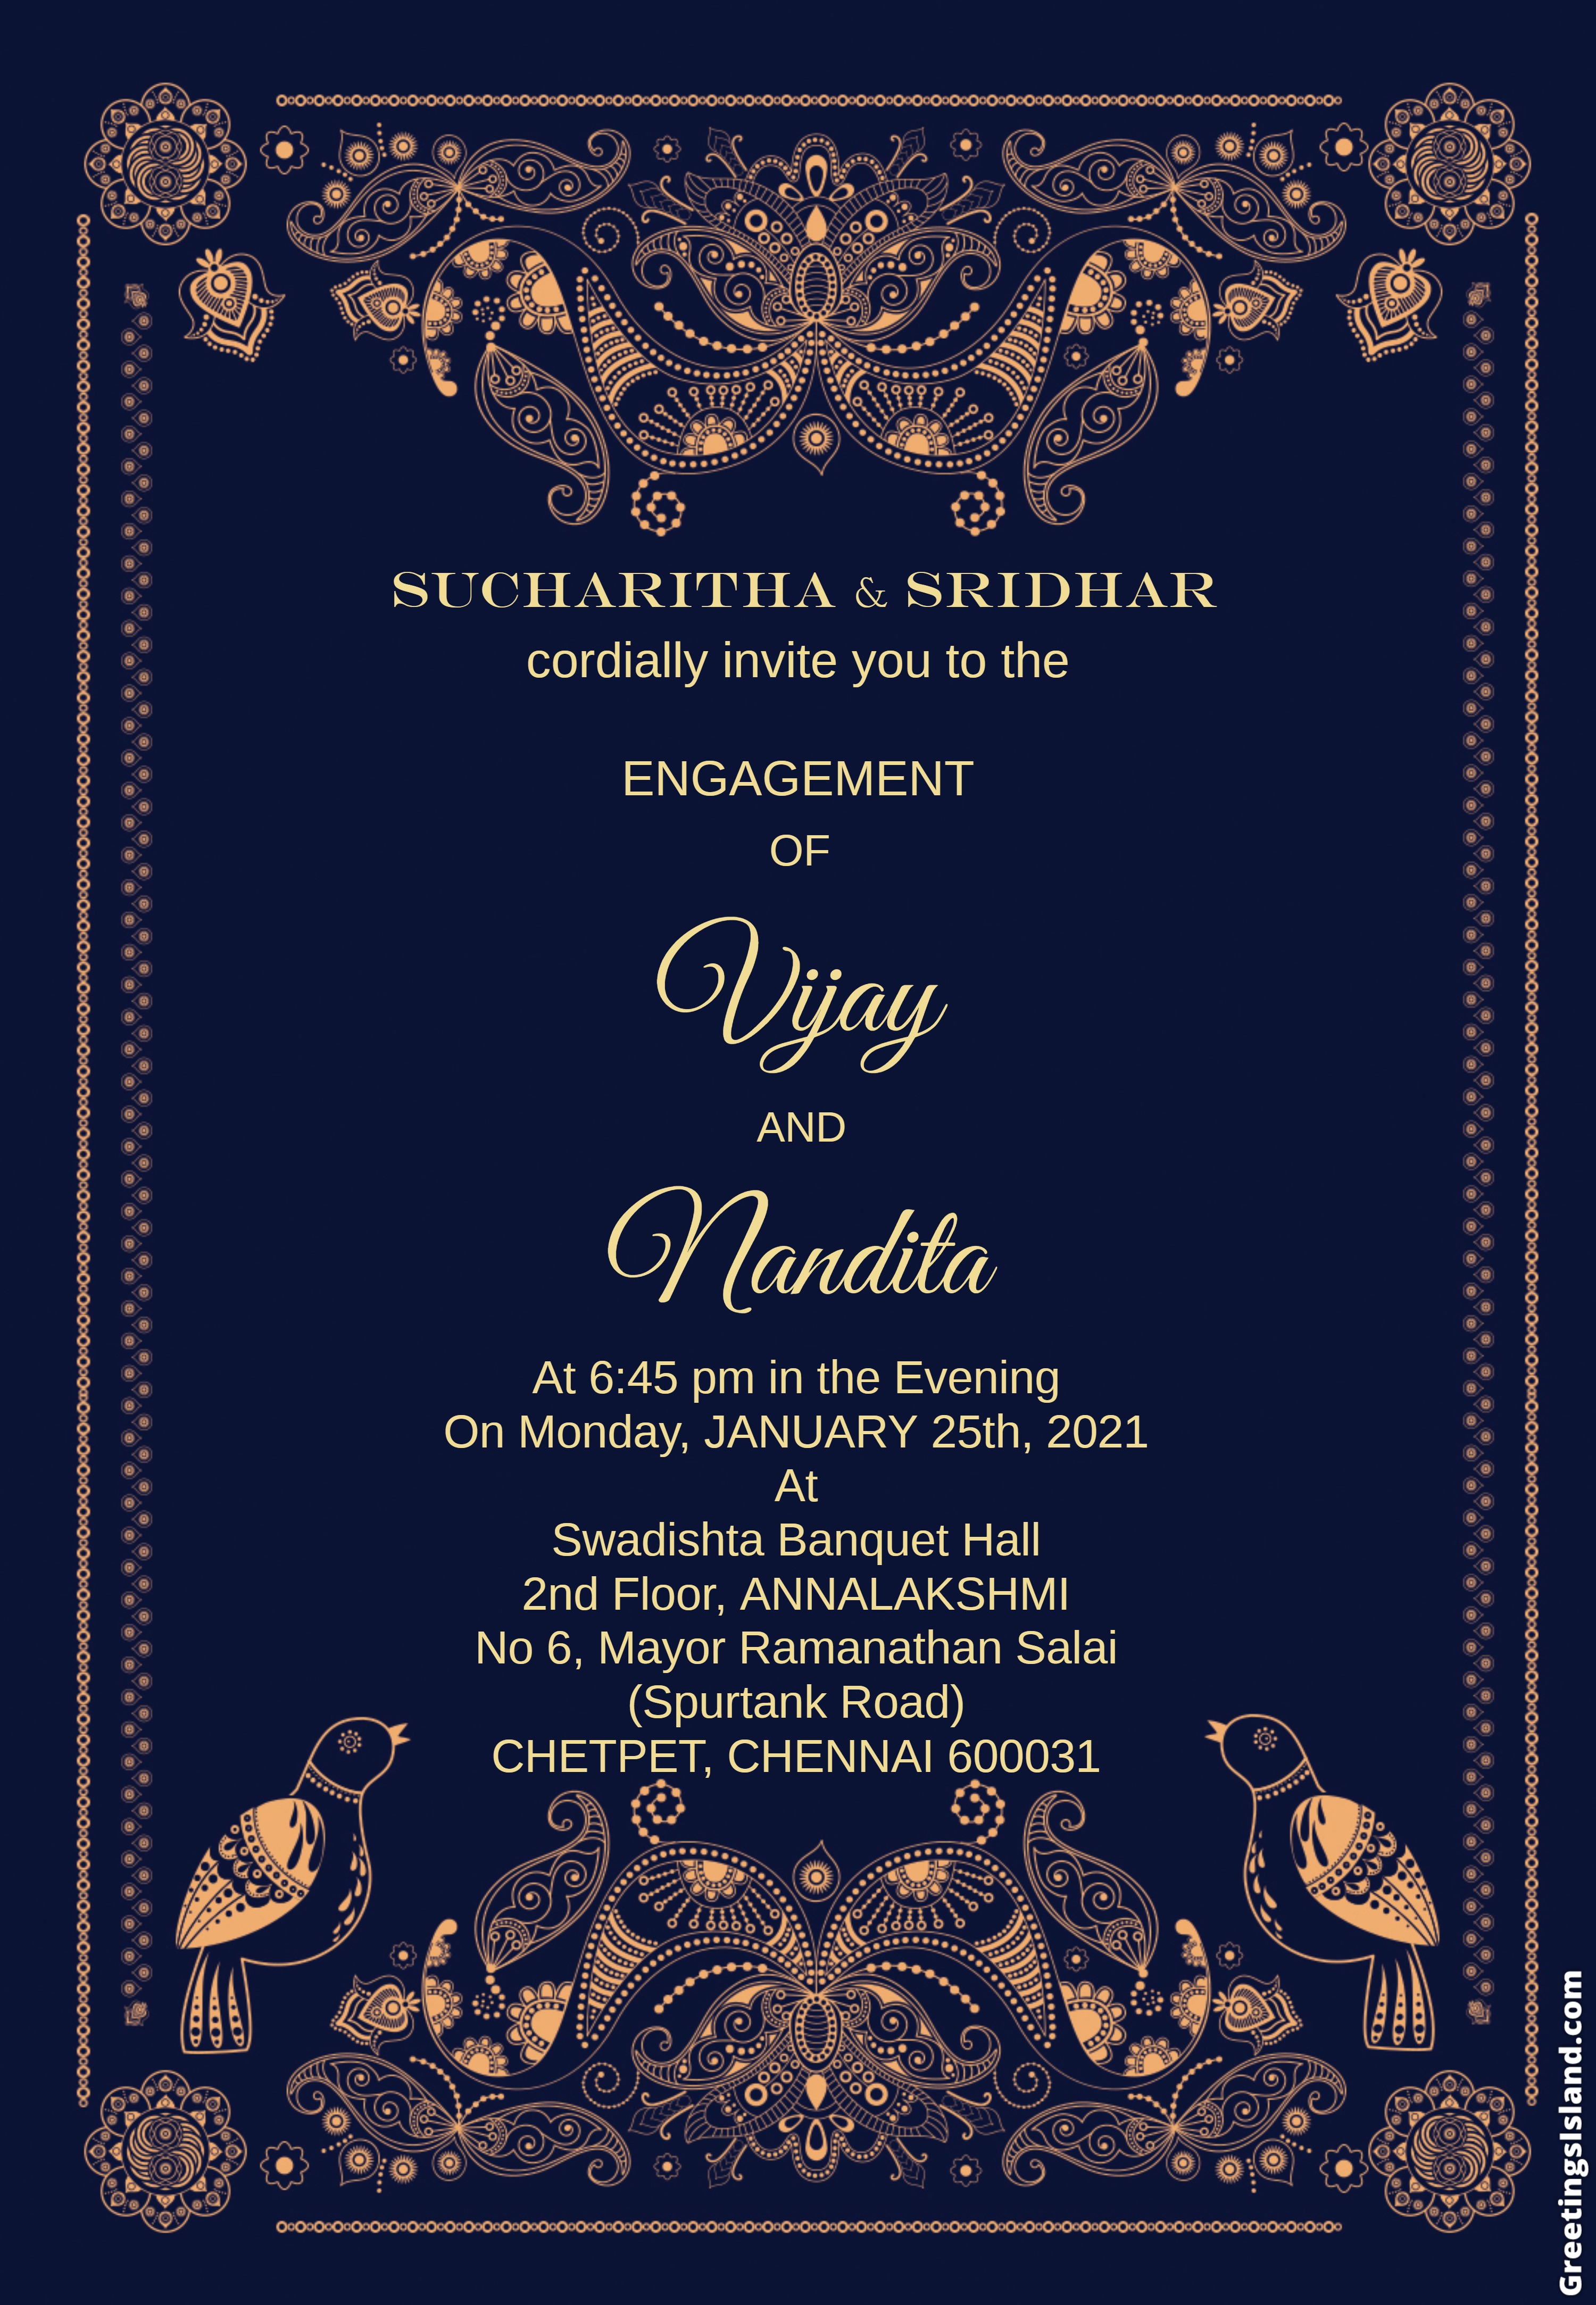 SUCHARITHA & SRIDHAR
cordially invite you to the
ENGAGEMENT
OF
Vijay
AND
Nandita
At 6:45 pm in the Evening
On Monday, JANUARY 25th, 2021
At
Swadishta Banquet Hall
2nd Floor, ANNALAKSHMI
No 6, Mayor Ramanathan Salai
(Spurtank Road)
CHETPET, CHENNAI 600031
GreetingsIsland.com